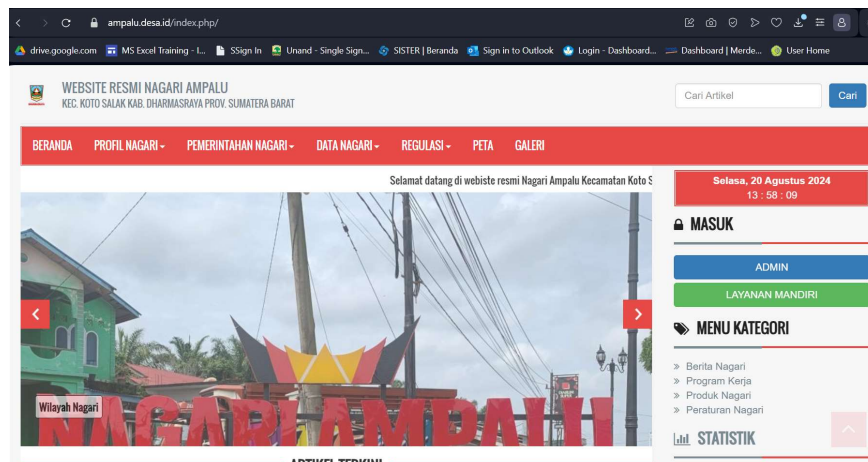 ampalu.desa.id/index.php/
drive.google.com MS Excel Training - I... SSign In Unand - Single Sign... SISTER | Beranda Sign in to Outlook Login - Dashboard... Dashboard | Merde... User Home
WEBSITE RESMI NAGARI AMPALU
KEC. KOTO SALAK KAB. DHARMASRAYA PROV. SUMATERA BARAT
Cari Artikel Cari
BERANDA PROFIL NAGARI PEMERINTAHAN NAGARI DATA NAGARI REGULASI PETA GALERI
Selamat datang di webiste resmi Nagari Ampalu Kecamatan Koto S
Selasa, 20 Agustus 2024
13 : 58 : 09
MASUK
ADMIN
LAYANAN MANDIRI
MENU KATEGORI
» Berita Nagari
» Program Kerja
» Produk Nagari
» Peraturan Nagari
STATISTIK
Wilayah Nagari
NAGARI AMPALU
ARTIKEL TERKINI